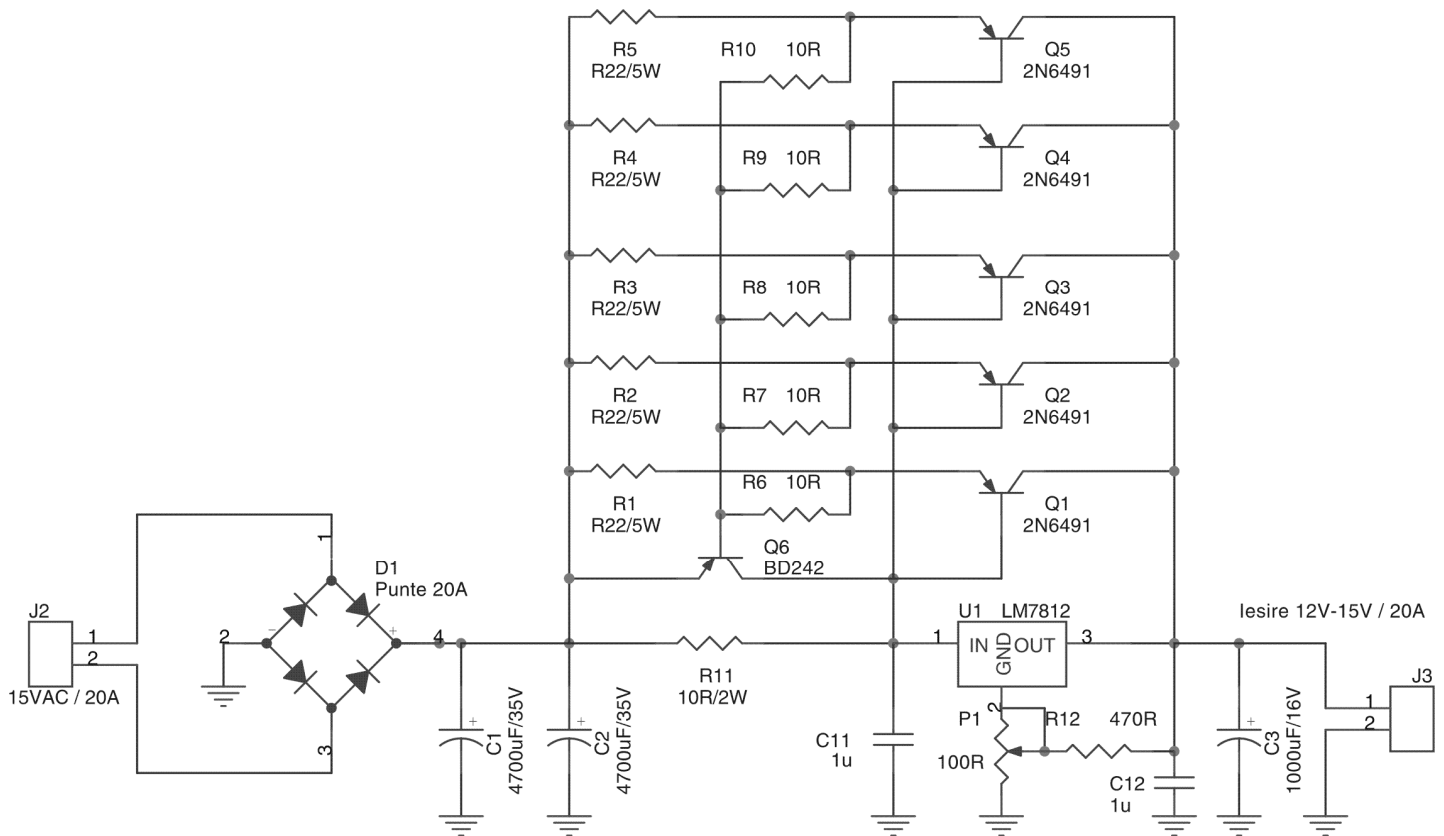 R5
R22/5W
R10 10R
Q5
2N6491
R4
R22/5W
R9 10R
Q4
2N6491
R3
R22/5W
R8 10R
Q3
2N6491
R2
R22/5W
R7 10R
Q2
2N6491
R1
R22/5W
R6 10R
Q1
2N6491
Q6
BD242
D1
Punte 20A
1
2
3
4
-
+
J2
1
2
15VAC / 20A
R11
10R/2W
U1 LM7812
IN GND OUT
1
2
3
Iesire 12V-15V / 20A
J3
1
2
+
C1
4700uF/35V
+
C2
4700uF/35V
C11
1u
P1
100R
R12 470R
C12
1u
+
C3
1000uF/16V